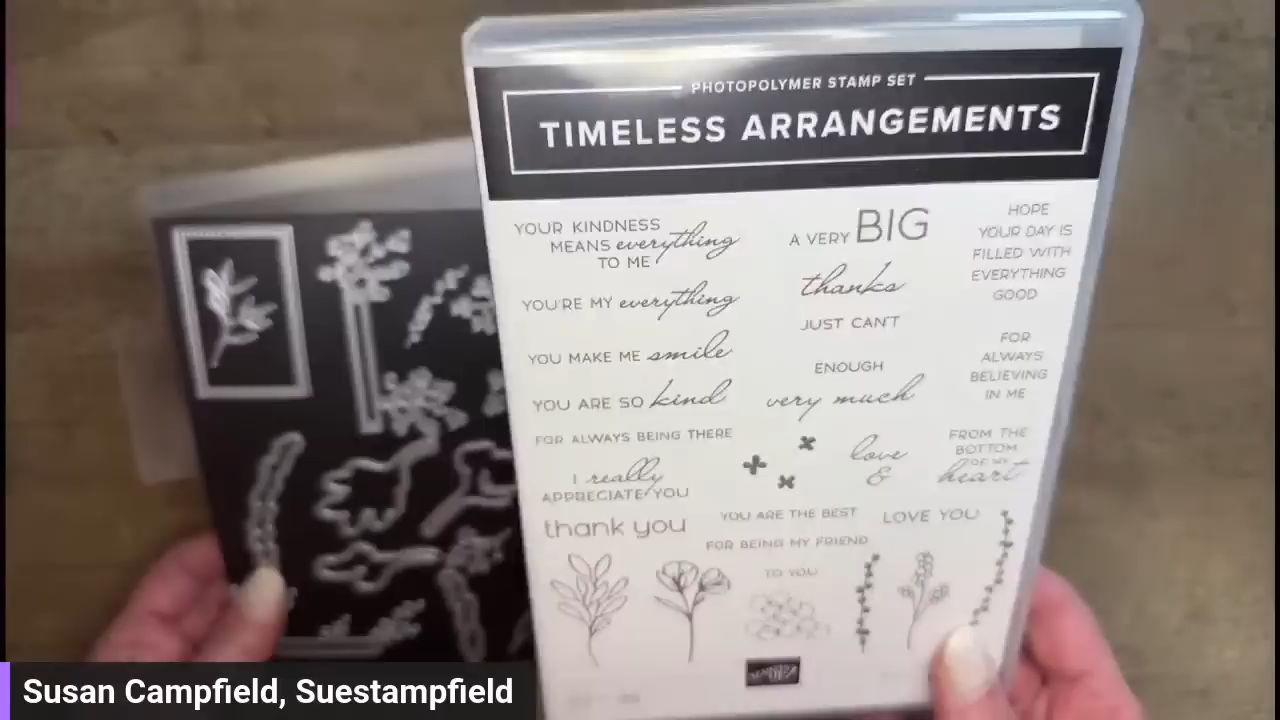 PHOTOPOLYMER STAMP SET
TIMELESS ARRANGEMENTS
YOUR KINDNESS
MEANS everything
TO ME
YOU'RE MY everything
YOU MAKE ME smile
YOU ARE SO kind
FOR ALWAYS BEING THERE
I really
APPRECIATE YOU
thank you
A VERY BIG
thanks
JUST CAN'T
ENOUGH
very much
love
&
YOU ARE THE BEST
FOR BEING MY FRIEND
TO YOU
HOPE
YOUR DAY IS
FILLED WITH
EVERYTHING
GOOD
FOR
ALWAYS
BELIEVING
IN ME
FROM THE
BOTTOM
OF MY
heart
LOVE YOU
Susan Campfield, Suestampfield